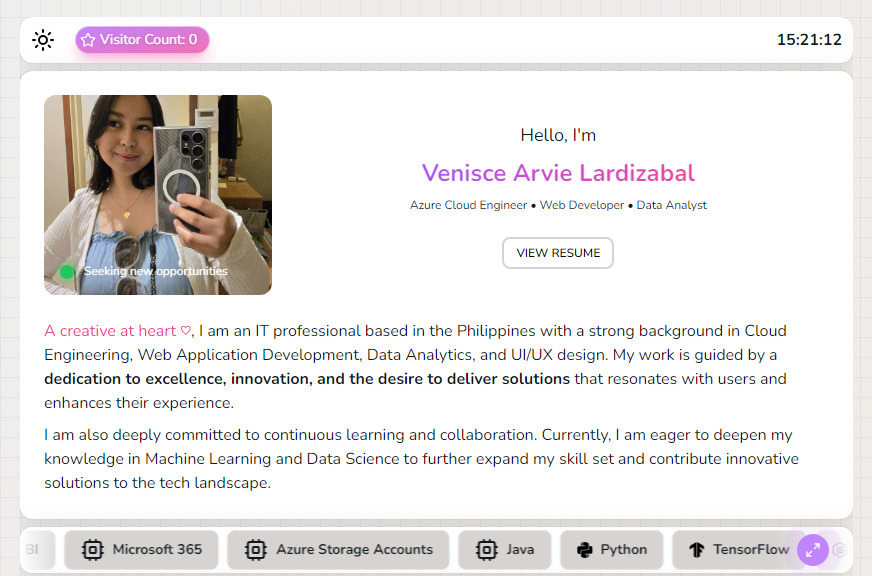 Visitor Count: 0
15:21:12
Hello, I'm
Venisce Arvie Lardizabal
Azure Cloud Engineer • Web Developer • Data Analyst
VIEW RESUME
Seeking new opportunities
A creative at heart ♡, I am an IT professional based in the Philippines with a strong background in Cloud
Engineering, Web Application Development, Data Analytics, and UI/UX design. My work is guided by a
dedication to excellence, innovation, and the desire to deliver solutions that resonates with users and
enhances their experience.
I am also deeply committed to continuous learning and collaboration. Currently, I am eager to deepen my
knowledge in Machine Learning and Data Science to further expand my skill set and contribute innovative
solutions to the tech landscape.
BI Microsoft 365 Azure Storage Accounts Java Python TensorFlow